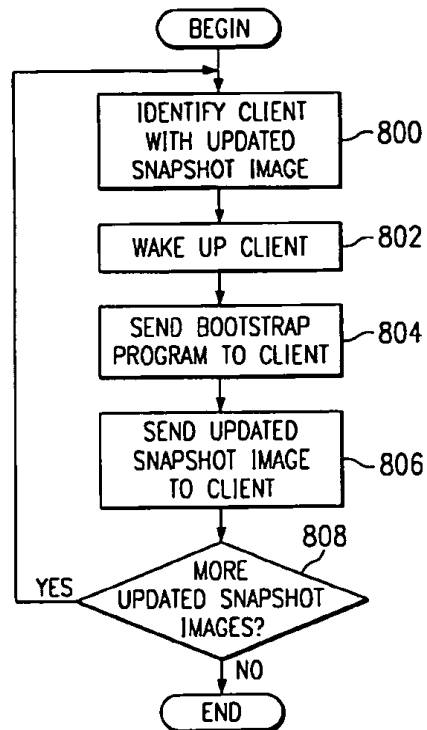 BEGIN
IDENTIFY CLIENT
WITH UPDATED
SNAPSHOT IMAGE
800
WAKE UP CLIENT
802
SEND BOOTSTRAP
PROGRAM TO CLIENT
804
SEND UPDATED
SNAPSHOT IMAGE
TO CLIENT
806
808
YES
MORE
UPDATED SNAPSHOT
IMAGES?
NO
END